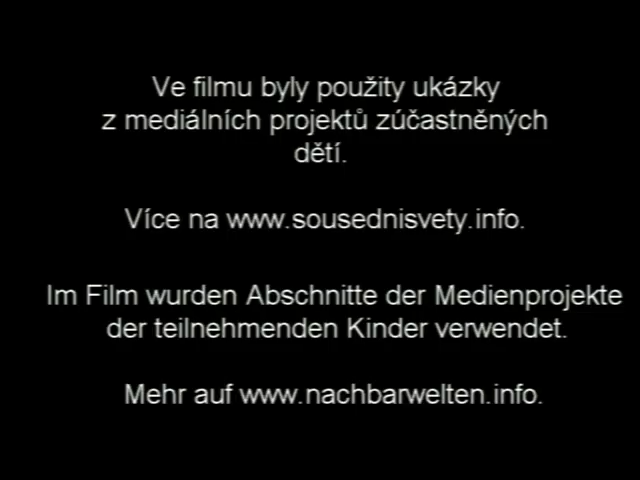 Ve filmu byly použity ukázky
z mediálních projektů zúčastněných
dětí.
Více na www.sousednisvety.info.
Im Film wurden Abschnitte der Medienprojekte
der teilnehmenden Kinder verwendet.
Mehr auf www.nachbarwelten.info.